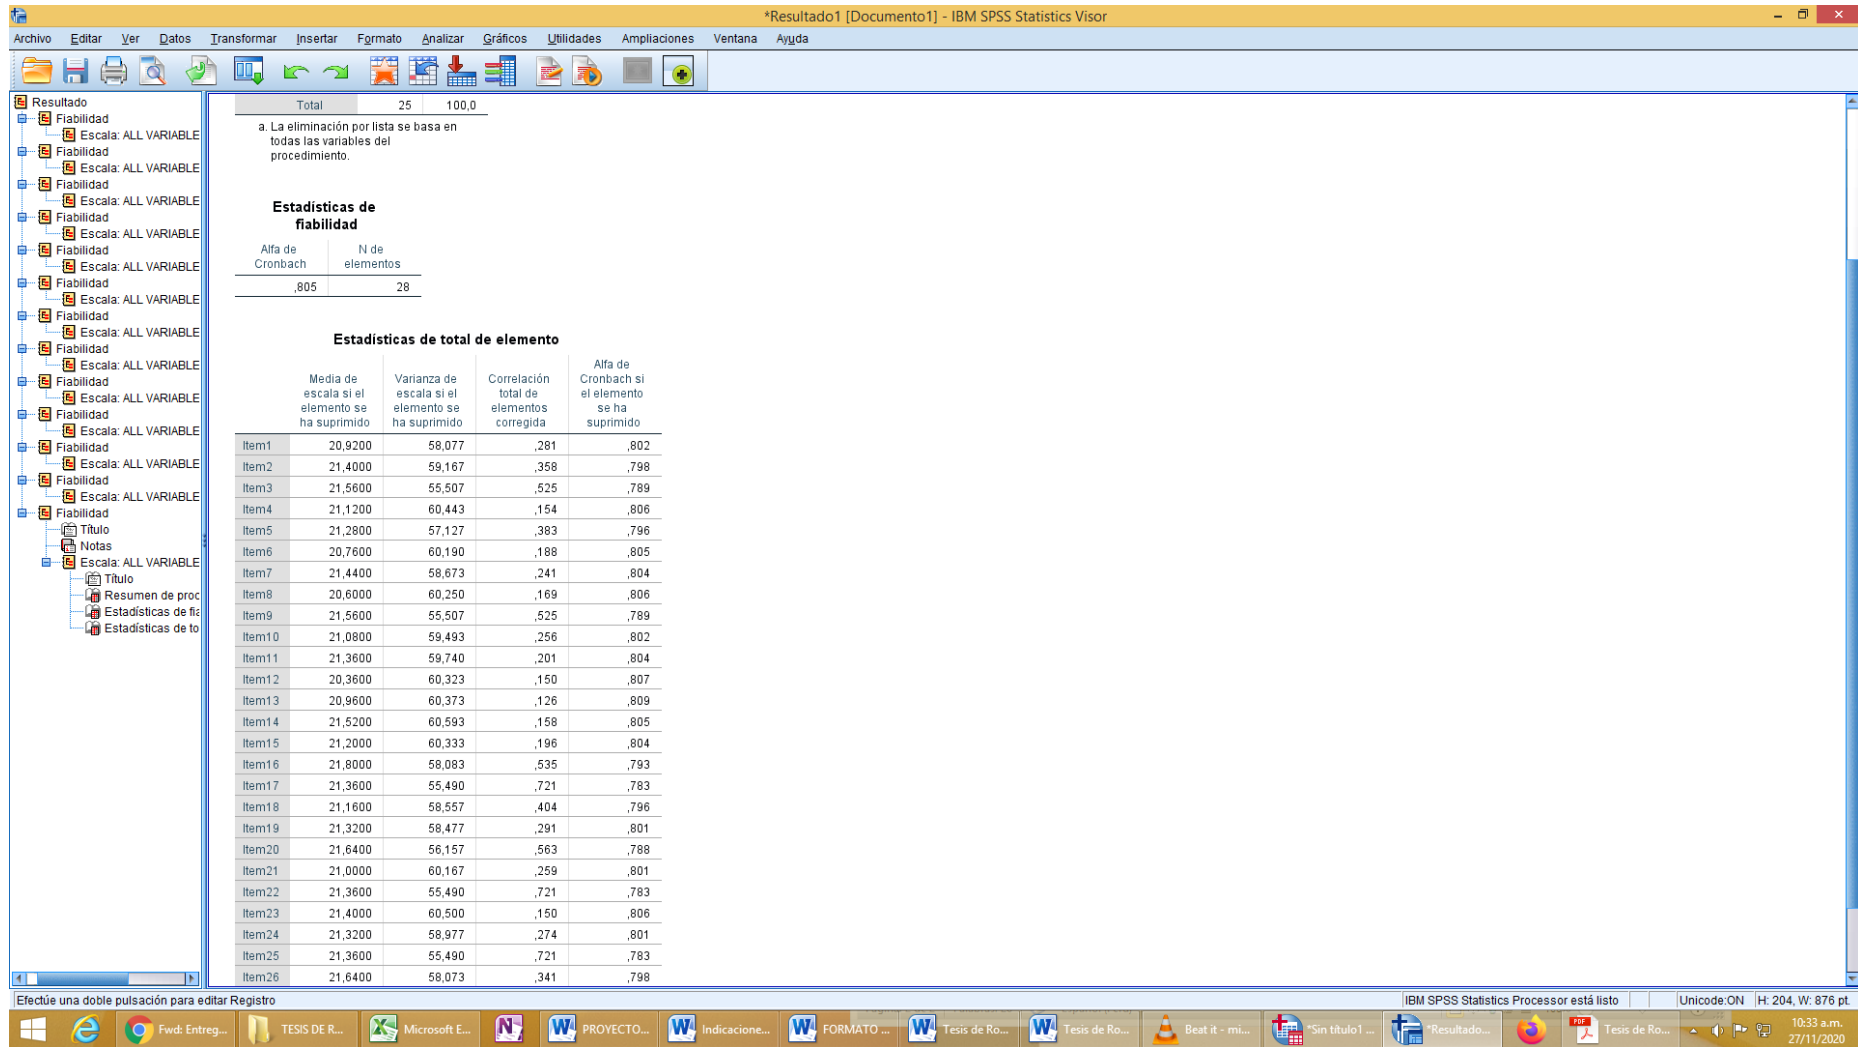 *Resultado1 [Documento1] - IBM SPSS Statistics Visor
Archivo Editar Ver Datos Transformar Insertar Formato Analizar Gráficos Utilidades Ampliaciones Ventana Ayuda
Resultado
Fiabilidad
Escala: ALL VARIABLE
Fiabilidad
Escala: ALL VARIABLE
Fiabilidad
Escala: ALL VARIABLE
Fiabilidad
Escala: ALL VARIABLE
Fiabilidad
Escala: ALL VARIABLE
Fiabilidad
Escala: ALL VARIABLE
Fiabilidad
Escala: ALL VARIABLE
Fiabilidad
Escala: ALL VARIABLE
Fiabilidad
Escala: ALL VARIABLE
Fiabilidad
Escala: ALL VARIABLE
Fiabilidad
Escala: ALL VARIABLE
Fiabilidad
Escala: ALL VARIABLE
Fiabilidad
Título
Notas
Escala: ALL VARIABLE
Título
Resumen de proc
Estadísticas de fia
Estadísticas de to
Total 25 100,0
a. La eliminación por lista se basa en
todas las variables del
procedimiento.
Estadísticas de
fiabilidad
Alfa de Cronbach N de elementos
,805 28
Estadísticas de total de elemento
Media de escala si el elemento se ha suprimido Varianza de escala si el elemento se ha suprimido Correlación total de elementos corregida Alfa de Cronbach si el elemento se ha suprimido
Item1 20,9200 58,077 ,281 ,802
Item2 21,4000 59,167 ,358 ,798
Item3 21,5600 55,507 ,525 ,789
Item4 21,1200 60,443 ,154 ,806
Item5 21,2800 57,127 ,383 ,796
Item6 20,7600 60,190 ,188 ,805
Item7 21,4400 58,673 ,241 ,804
Item8 20,6000 60,250 ,169 ,806
Item9 21,5600 55,507 ,525 ,789
Item10 21,0800 59,493 ,256 ,802
Item11 21,3600 59,740 ,201 ,804
Item12 20,3600 60,323 ,150 ,807
Item13 20,9600 60,373 ,126 ,809
Item14 21,5200 60,593 ,158 ,805
Item15 21,2000 60,333 ,196 ,804
Item16 21,8000 58,083 ,535 ,793
Item17 21,3600 55,490 ,721 ,783
Item18 21,1600 58,557 ,404 ,796
Item19 21,3200 58,477 ,291 ,801
Item20 21,6400 56,157 ,563 ,788
Item21 21,0000 60,167 ,259 ,801
Item22 21,3600 55,490 ,721 ,783
Item23 21,4000 60,500 ,150 ,806
Item24 21,3200 58,977 ,274 ,801
Item25 21,3600 55,490 ,721 ,783
Item26 21,6400 58,073 ,341 ,798
Efectúe una doble pulsación para editar Registro IBM SPSS Statistics Processor está listo Unicode:ON H: 204, W: 876 pt.
Fwd: Entreg... TESIS DE R... Microsoft E... PROYECTO... Indicacione... FORMATO ... Tesis de Ro... Tesis de Ro... Beat it - mi... *Sin título1 ... *Resultado... Tesis de Ro... 10:33 a.m.
27/11/2020